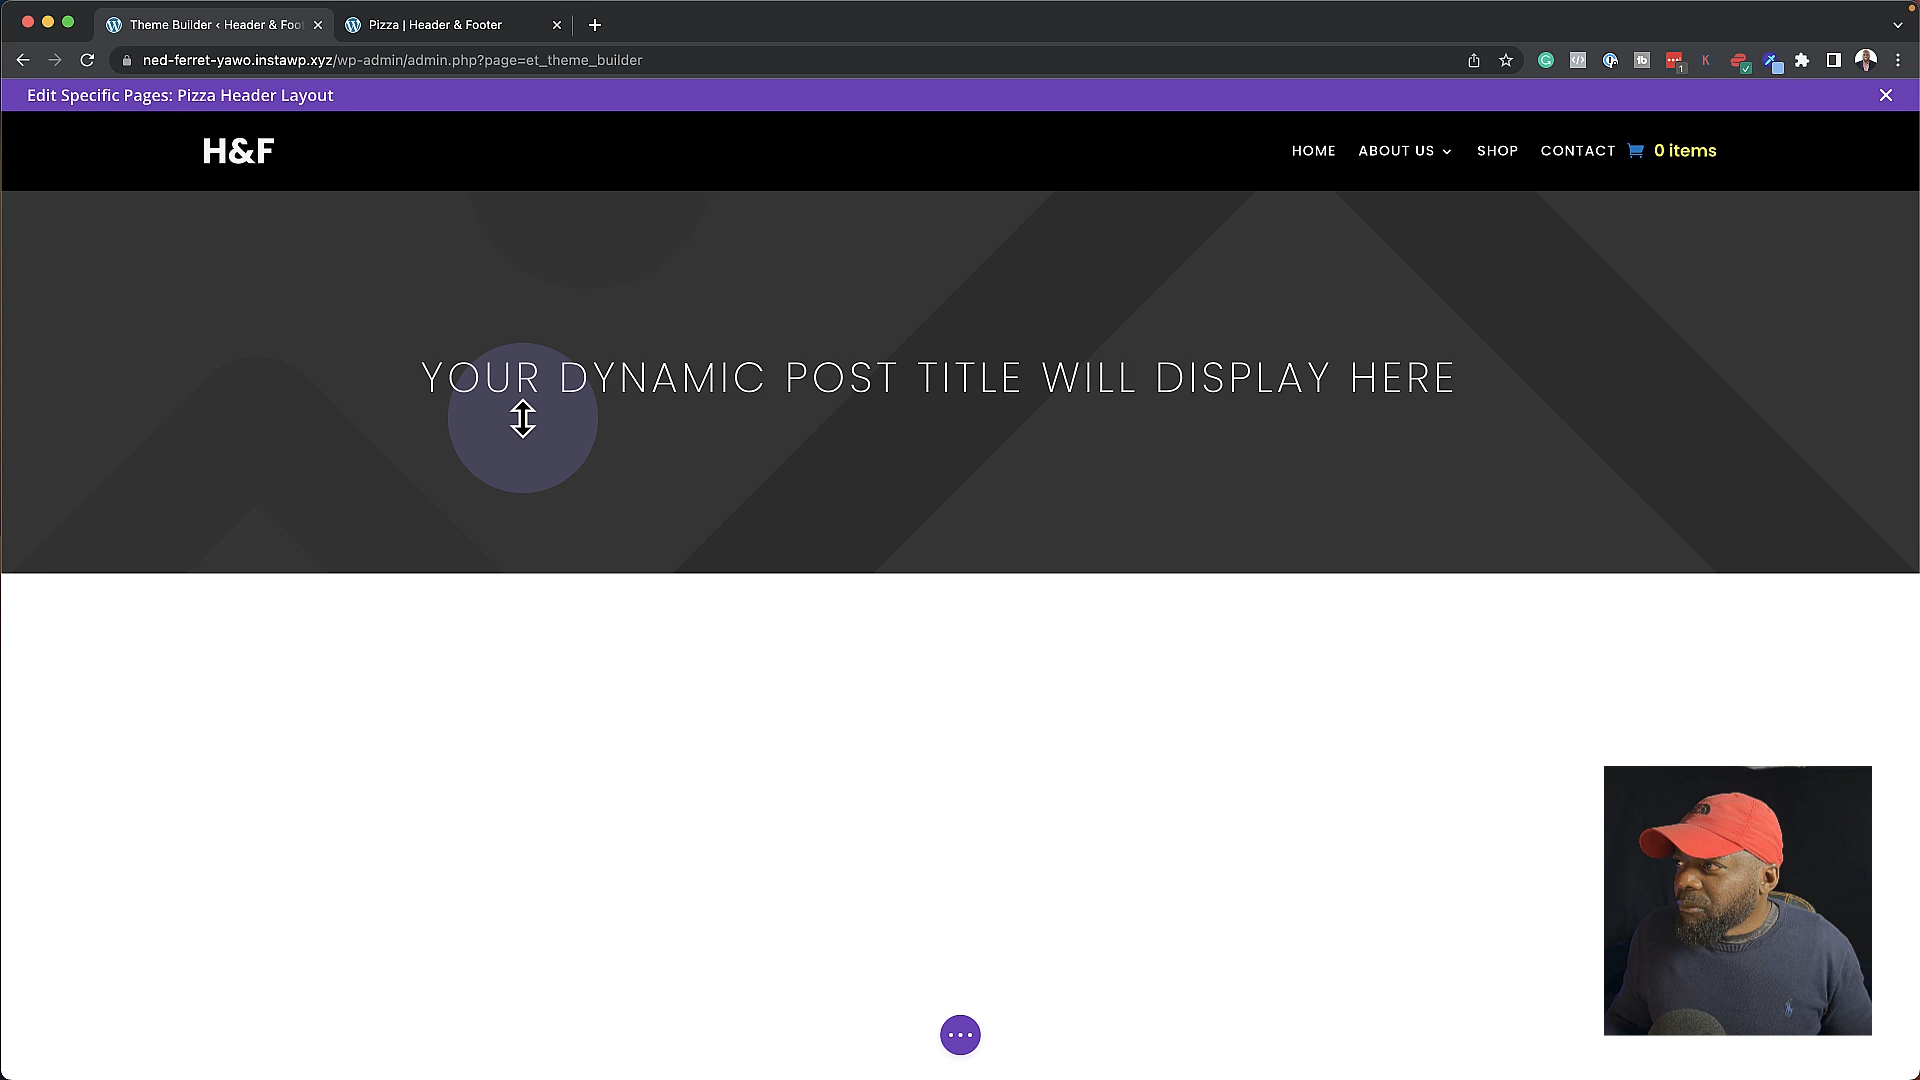 Theme Builder ‹ Header & Foo
Pizza | Header & Footer
ned-ferret-yawo.instawp.xyz/wp-admin/admin.php?page=et_theme_builder
Edit Specific Pages: Pizza Header Layout
H&F
HOME ABOUT US SHOP CONTACT 0 items
YOUR DYNAMIC POST TITLE WILL DISPLAY HERE